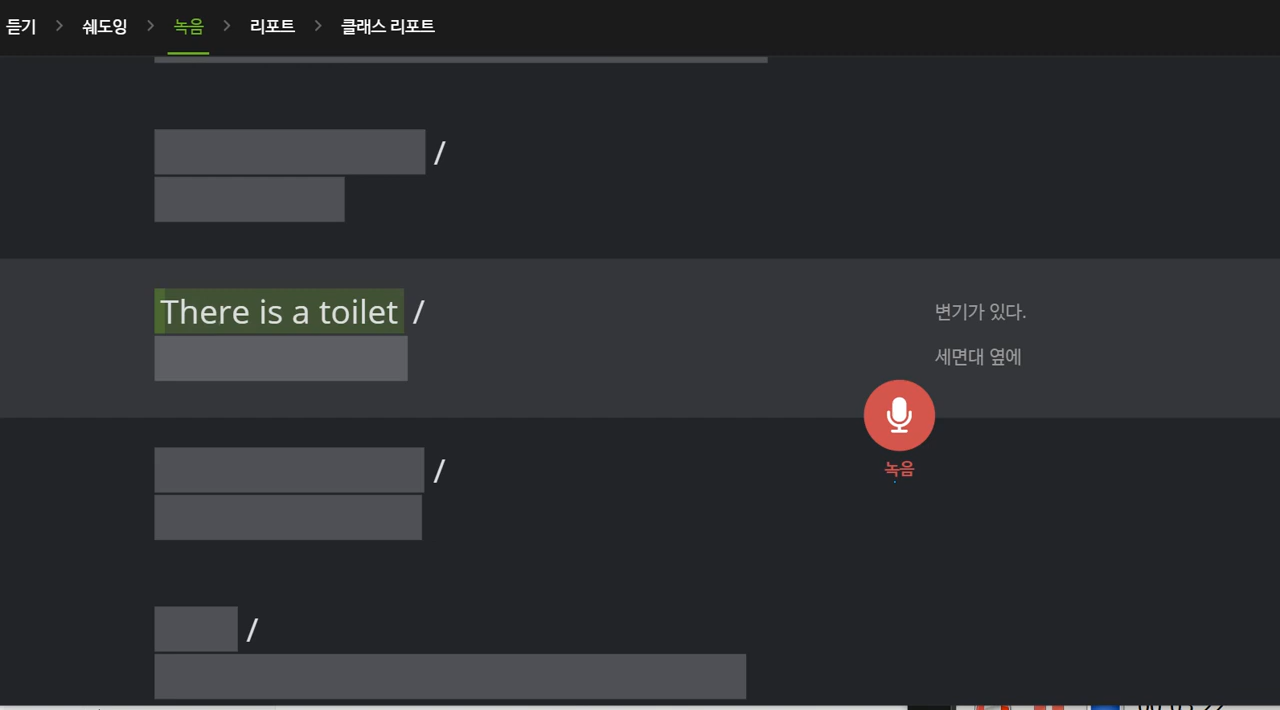 듣기 > 쉐도잉 > 녹음 > 리포트 > 클래스 리포트
/
There is a toilet /
변기가 있다.
세면대 옆에
녹음
/
/